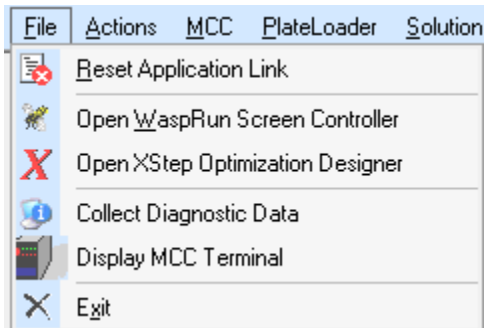 File Actions MCC PlateLoader Solution
Reset Application Link
Open WaspRun Screen Controller
Open XStep Optimization Designer
Collect Diagnostic Data
Display MCC Terminal
Exit